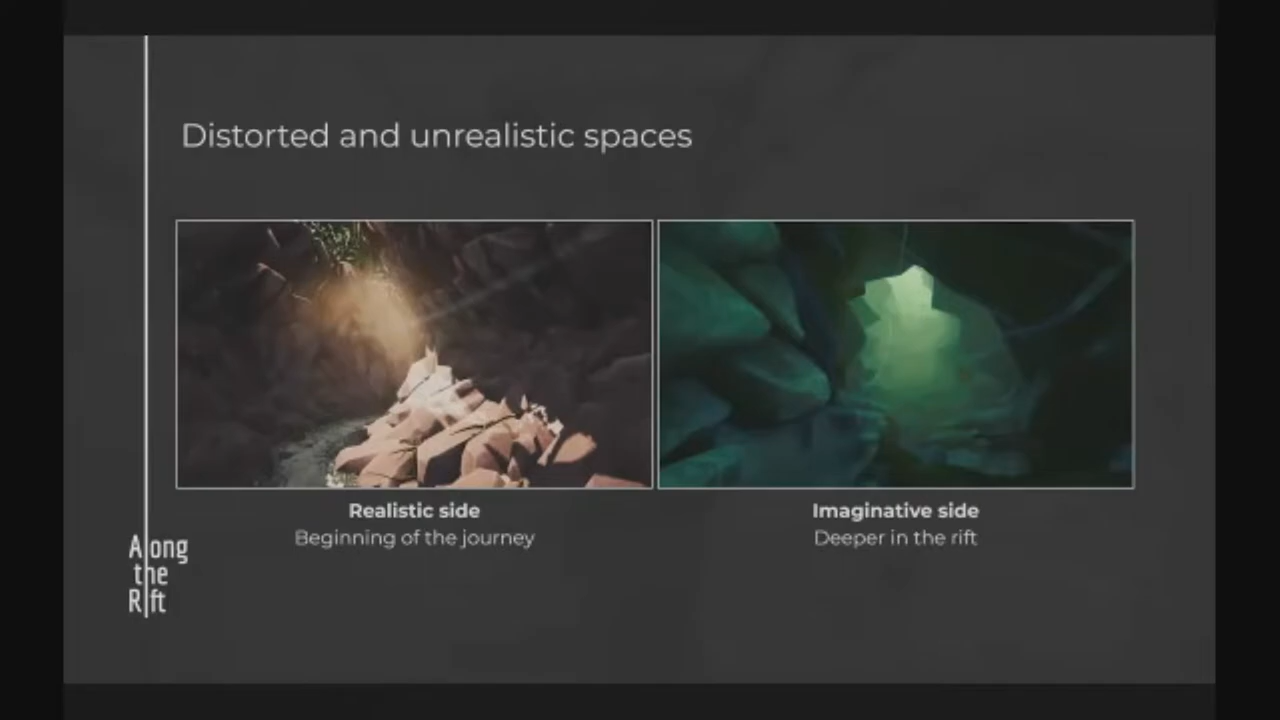 Distorted and unrealistic spaces
Realistic side
Beginning of the journey
Imaginative side
Deeper in the rift
Along
the
Rift